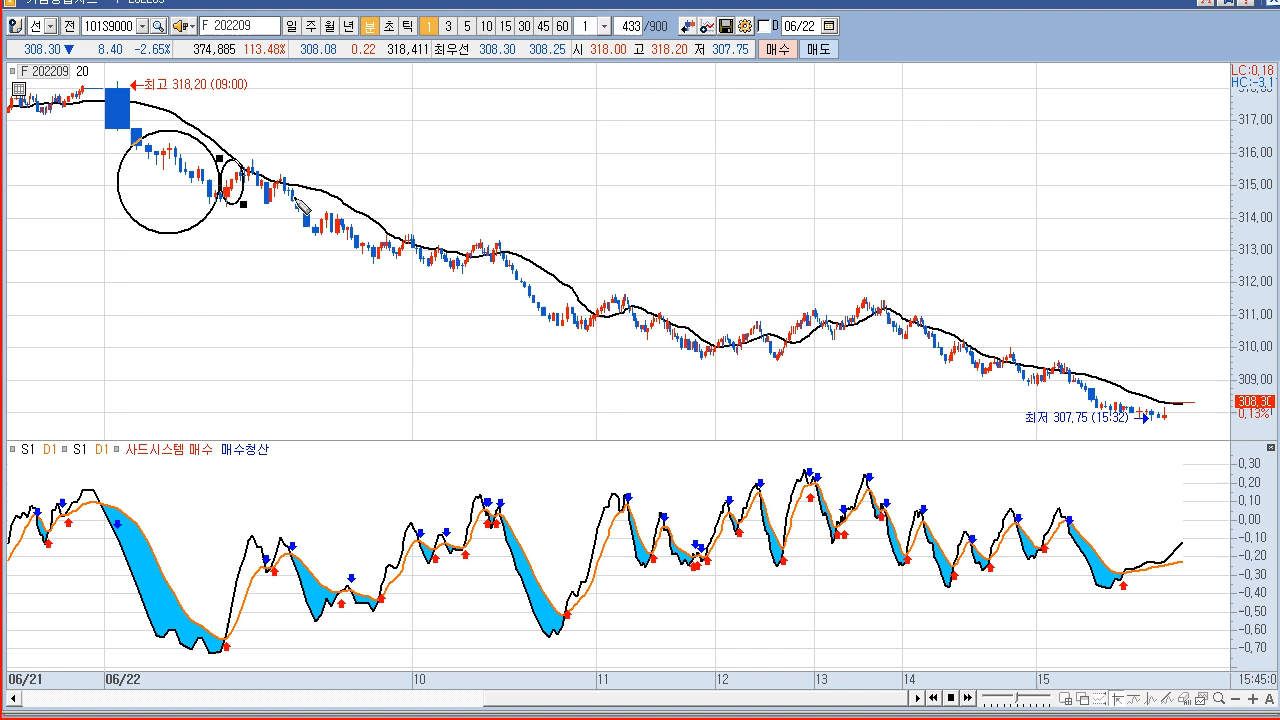 선 전 101S9000 F 202209 일 주 월 년 분 초 틱 1 3 5 10 15 30 45 60 1 433 /900 D 06/22
308.30 ▼ 8.40 -2.65% 374,885 113.48% 308.08 0.22 318,411 최우선 308.30 308.25 시 318.00 고 318.20 저 307.75 매수 매도
F 202209 20
LC:0,18
HC:-3,1
최고 318,20 (09:00)
317,00
316,00
315,00
314,00
313,00
312,00
311,00
310,00
309,00
308,30
0,13%
최저 307,75 (15:32)
S1 D1 S1 D1 사드시스템 매수 매수청산
0,30
0,20
0,10
0,00
-0,10
-0,20
-0,30
-0,40
-0,50
-0,60
-0,70
06/21 06/22 10 11 12 13 14 15 15:45:0
A